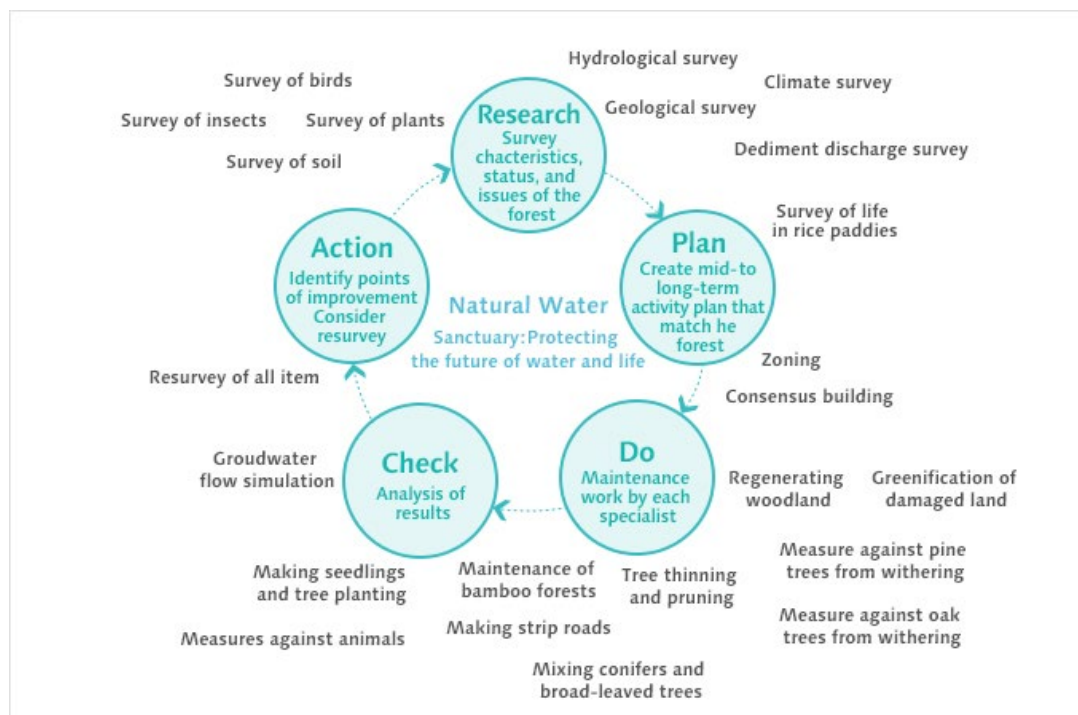 Hydrological survey
Survey of birds
Climate survey
Geological survey
Survey of insects
Survey of plants
Research
Survey
chacteristics,
status, and
issues of the
forest
Dediment discharge survey
Survey of soil
Survey of life
in rice paddies
Plan
Create mid-to
long-term
activity plan that
match he
forest
Action
Identify points
of improvement
Consider
resurvey
Natural Water
Sanctuary:Protecting
the future of water and life
Zoning
Consensus building
Resurvey of all item
Do
Maintenance
work by each
specialist
Check
Analysis of
results
Groudwater
flow simulation
Regenerating
woodland
Greenification of
damaged land
Measure against pine
trees from withering
Making seedlings
and tree planting
Maintenance of
bamboo forests
Tree thinning
and pruning
Measure against oak
trees from withering
Measures against animals
Making strip roads
Mixing conifers and
broad-leaved trees